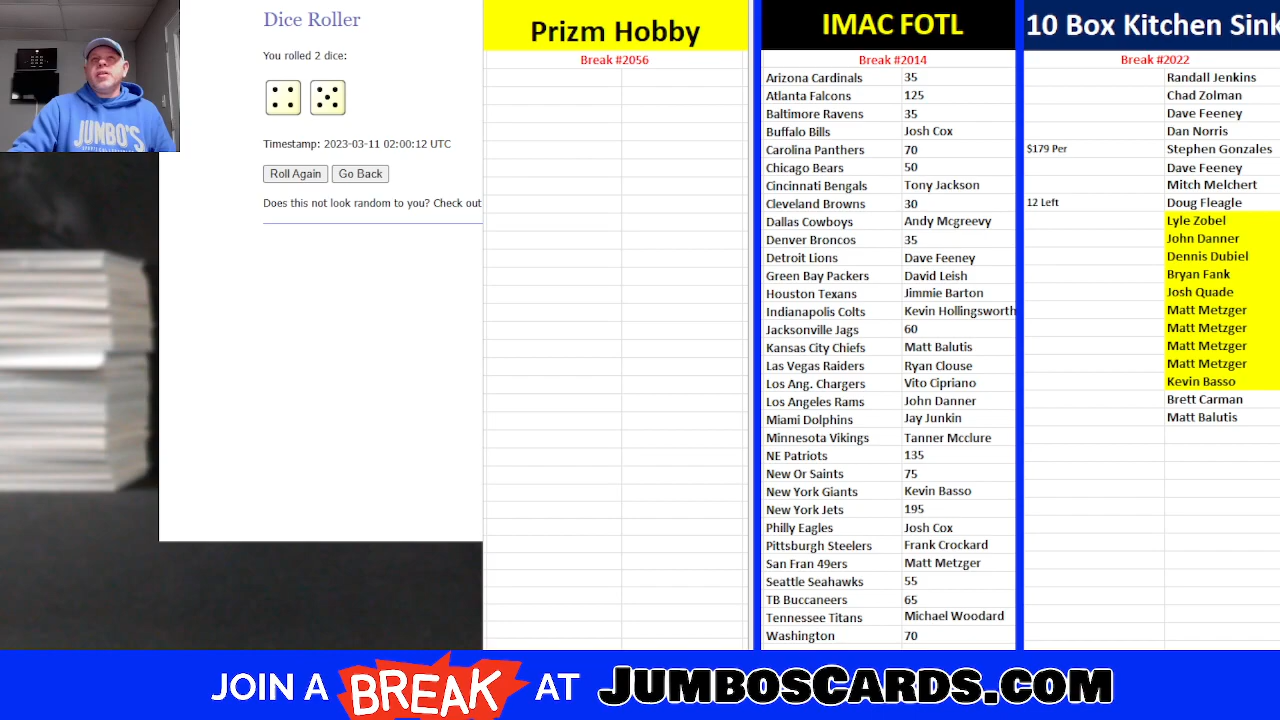 Dice Roller
You rolled 2 dice:
Timestamp: 2023-03-11 02:00:12 UTC
Roll Again Go Back
Does this not look random to you? Check out
JUMBO'S
Prizm Hobby
Break #2056
IMAC FOTL
Break #2014
Arizona Cardinals 35
Atlanta Falcons 125
Baltimore Ravens 35
Buffalo Bills Josh Cox
Carolina Panthers 70
Chicago Bears 50
Cincinnati Bengals Tony Jackson
Cleveland Browns 30
Dallas Cowboys Andy Mcgreevy
Denver Broncos 35
Detroit Lions Dave Feeney
Green Bay Packers David Leish
Houston Texans Jimmie Barton
Indianapolis Colts Kevin Hollingsworth
Jacksonville Jags 60
Kansas City Chiefs Matt Balutis
Las Vegas Raiders Ryan Clouse
Los Ang. Chargers Vito Cipriano
Los Angeles Rams John Danner
Miami Dolphins Jay Junkin
Minnesota Vikings Tanner Mcclure
NE Patriots 135
New Or Saints 75
New York Giants Kevin Basso
New York Jets 195
Philly Eagles Josh Cox
Pittsburgh Steelers Frank Crockard
San Fran 49ers Matt Metzger
Seattle Seahawks 55
TB Buccaneers 65
Tennessee Titans Michael Woodard
Washington 70
10 Box Kitchen Sink
Break #2022
Randall Jenkins
Chad Zolman
Dave Feeney
Dan Norris
$179 Per Stephen Gonzales
Dave Feeney
Mitch Melchert
12 Left Doug Fleagle
Lyle Zobel
John Danner
Dennis Dubiel
Bryan Fank
Josh Quade
Matt Metzger
Matt Metzger
Matt Metzger
Matt Metzger
Kevin Basso
Brett Carman
Matt Balutis
JOIN A BREAK AT JUMBOSCARDS.COM